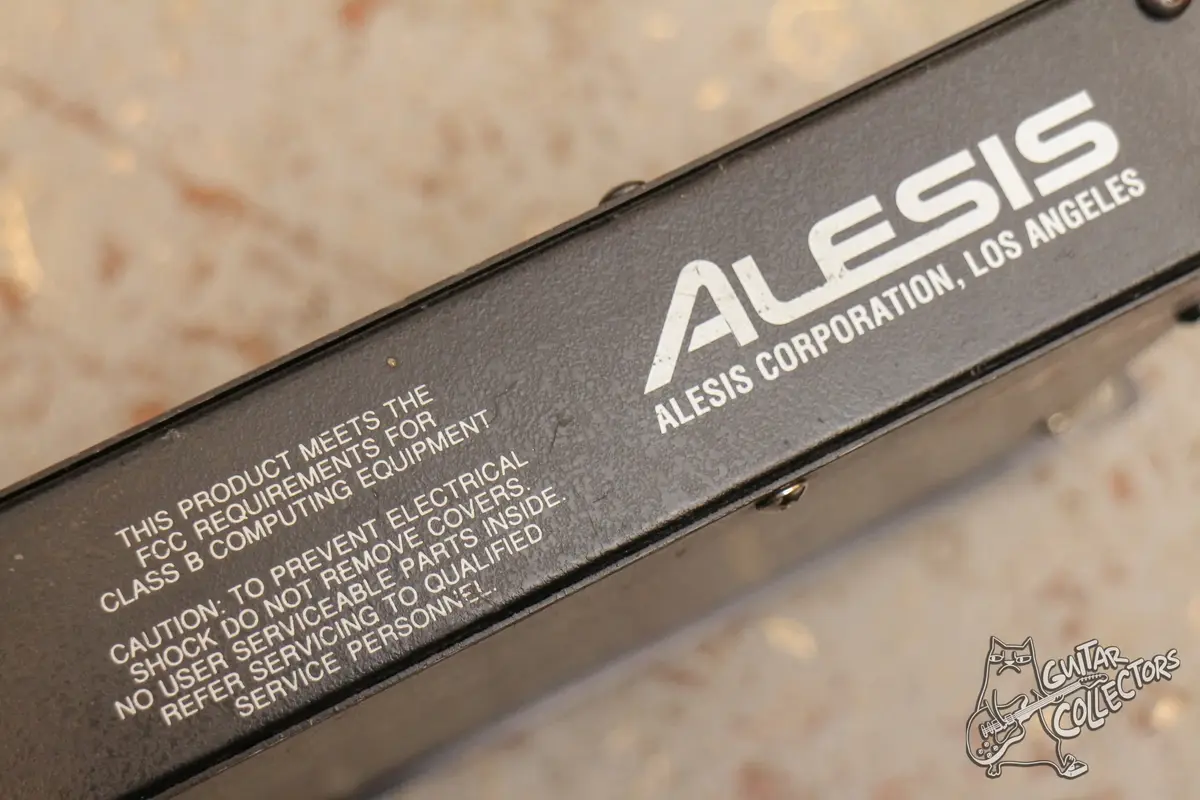 THIS PRODUCT MEETS THE
FCC REQUIREMENTS FOR
CLASS B COMPUTING EQUIPMENT
CAUTION: TO PREVENT ELECTRICAL
SHOCK DO NOT REMOVE COVERS.
NO USER SERVICEABLE PARTS INSIDE.
REFER SERVICING TO QUALIFIED
SERVICE PERSONNEL.
ALESIS
ALESIS CORPORATION, LOS ANGELES
GUITAR
COLLECTORS